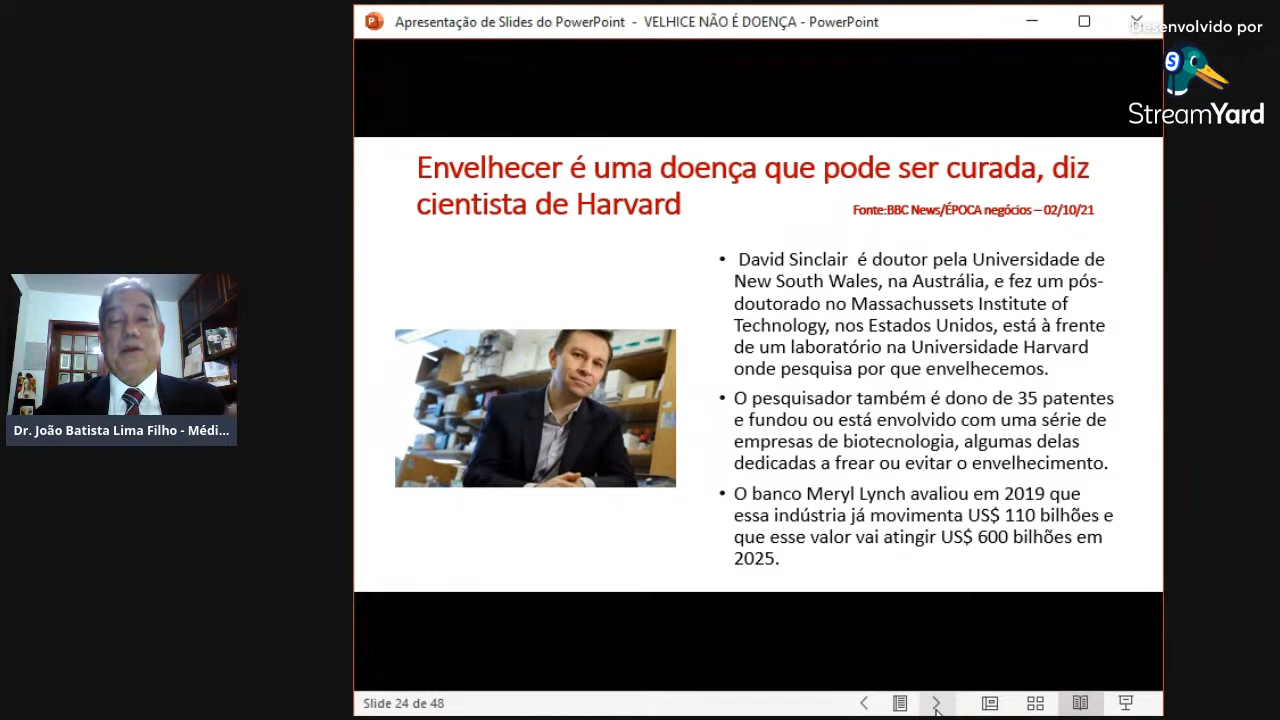 Apresentação de Slides do PowerPoint - VELHICE NÃO É DOENÇA - PowerPoint
Desenvolvido por
S
StreamYard
Envelhecer é uma doença que pode ser curada, diz
cientista de Harvard
Fonte:BBC News/ÉPOCA negócios – 02/10/21
• David Sinclair é doutor pela Universidade de
New South Wales, na Austrália, e fez um pós-
doutorado no Massachussets Institute of
Technology, nos Estados Unidos, está à frente
de um laboratório na Universidade Harvard
onde pesquisa por que envelhecemos.
• O pesquisador também é dono de 35 patentes
e fundou ou está envolvido com uma série de
empresas de biotecnologia, algumas delas
dedicadas a frear ou evitar o envelhecimento.
• O banco Meryl Lynch avaliou em 2019 que
essa indústria já movimenta US$ 110 bilhões e
que esse valor vai atingir US$ 600 bilhões em
2025.
Dr. João Batista Lima Filho - Médi...
Slide 24 de 48